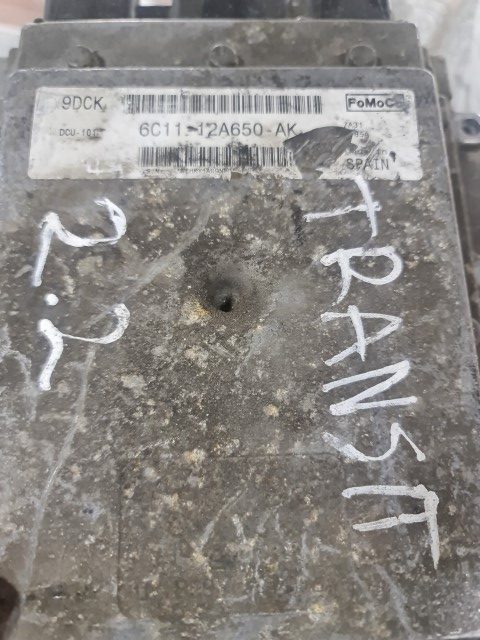 9DCK
FoMoCo
DCU-101
6C11-12A650-AK
SPAIN
2.2
TRANSIT